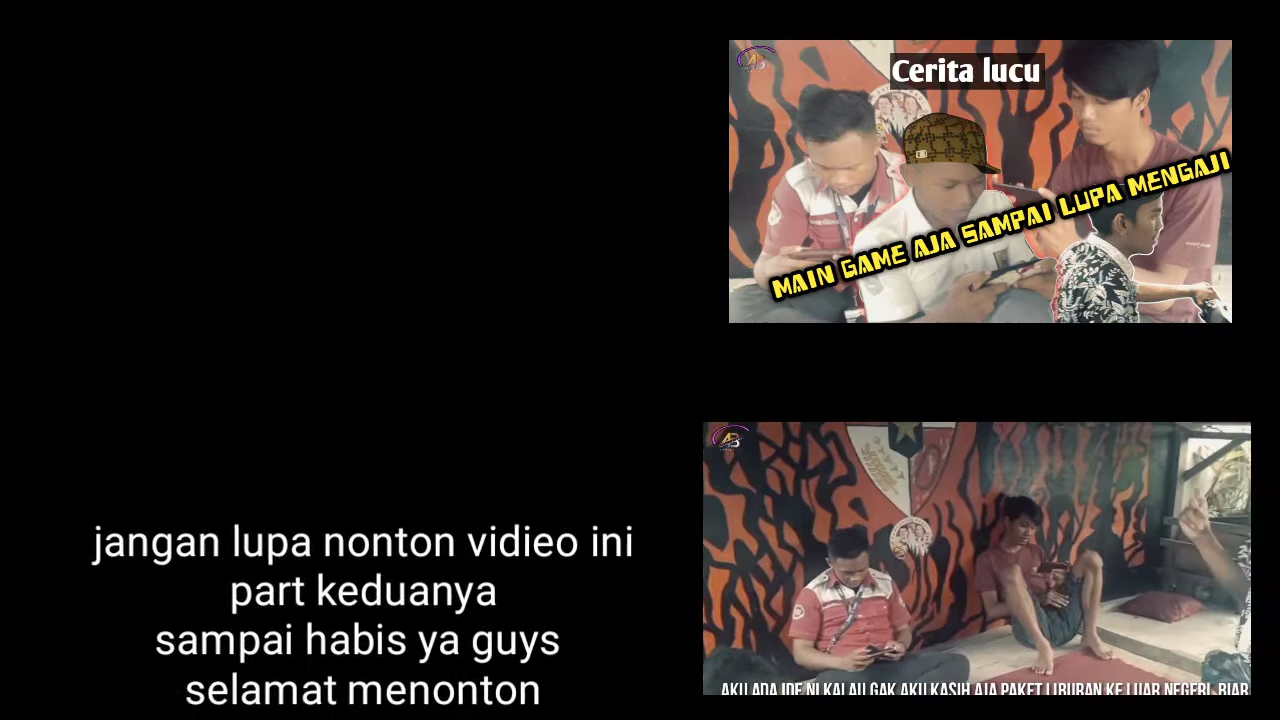 Cerita lucu
MAIN GAME AJA SAMPAI LUPA MENGAJI
jangan lupa nonton vidieo ini
part keduanya
sampai habis ya guys
selamat menonton
AKU ADA IDE NI KALAU GAK AKU KASIH AJA PAKET LIBURAN KE LUAR NEGERI, BIAR